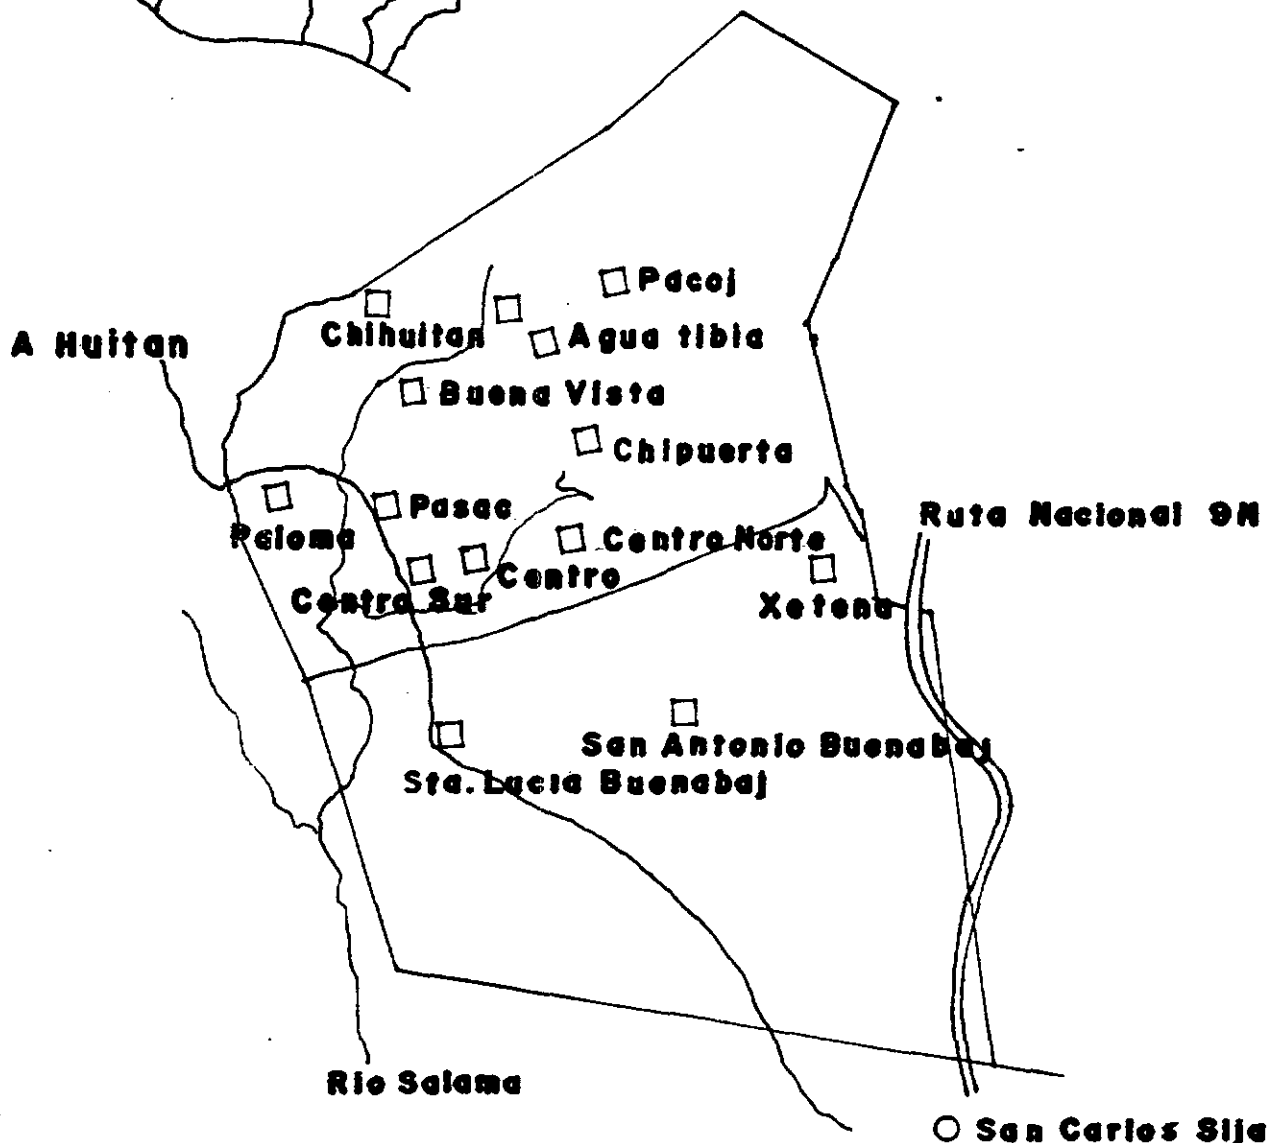 Pacoj
Chihuitan
Agua tibia
A Huitan
Buena Vista
Chipuerta
Pasac
Ruta Nacional 9N
Paloma
Centro Norte
Centro
Centro Sur
Xetena
San Antonio Buenabaj
Sta. Lucia Buenabaj
Rio Salama
San Carlos Sija